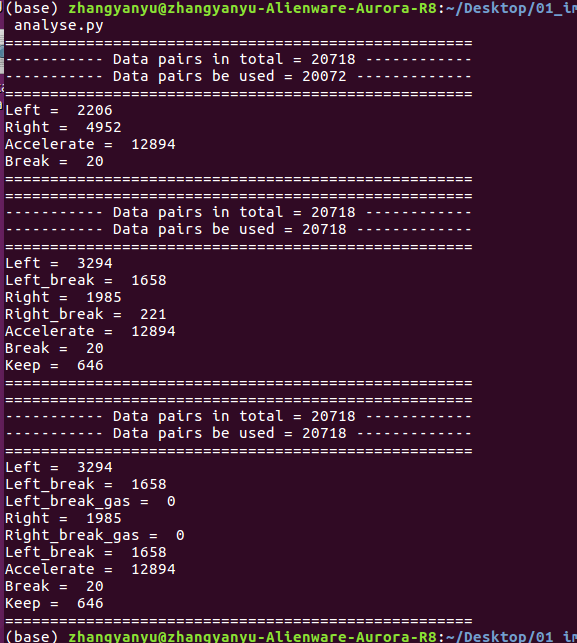 (base) zhangyanyu@zhangyanyu-Alienware-Aurora-R8:~/Desktop/01_im
analyse.py
====================================================
----------- Data pairs in total = 20718 ------------
----------- Data pairs be used = 20072 -------------
====================================================
Left =  2206
Right =  4952
Accelerate =  12894
Break =  20
====================================================
====================================================
----------- Data pairs in total = 20718 ------------
----------- Data pairs be used = 20718 -------------
====================================================
Left =  3294
Left_break =  1658
Right =  1985
Right_break =  221
Accelerate =  12894
Break =  20
Keep =  646
====================================================
====================================================
----------- Data pairs in total = 20718 ------------
----------- Data pairs be used = 20718 -------------
====================================================
Left =  3294
Left_break =  1658
Left_break_gas =  0
Right =  1985
Right_break_gas =  0
Left_break =  1658
Accelerate =  12894
Break =  20
Keep =  646
====================================================
(base) zhangyanyu@zhangyanyu-Alienware-Aurora-R8:~/Desktop/01_im